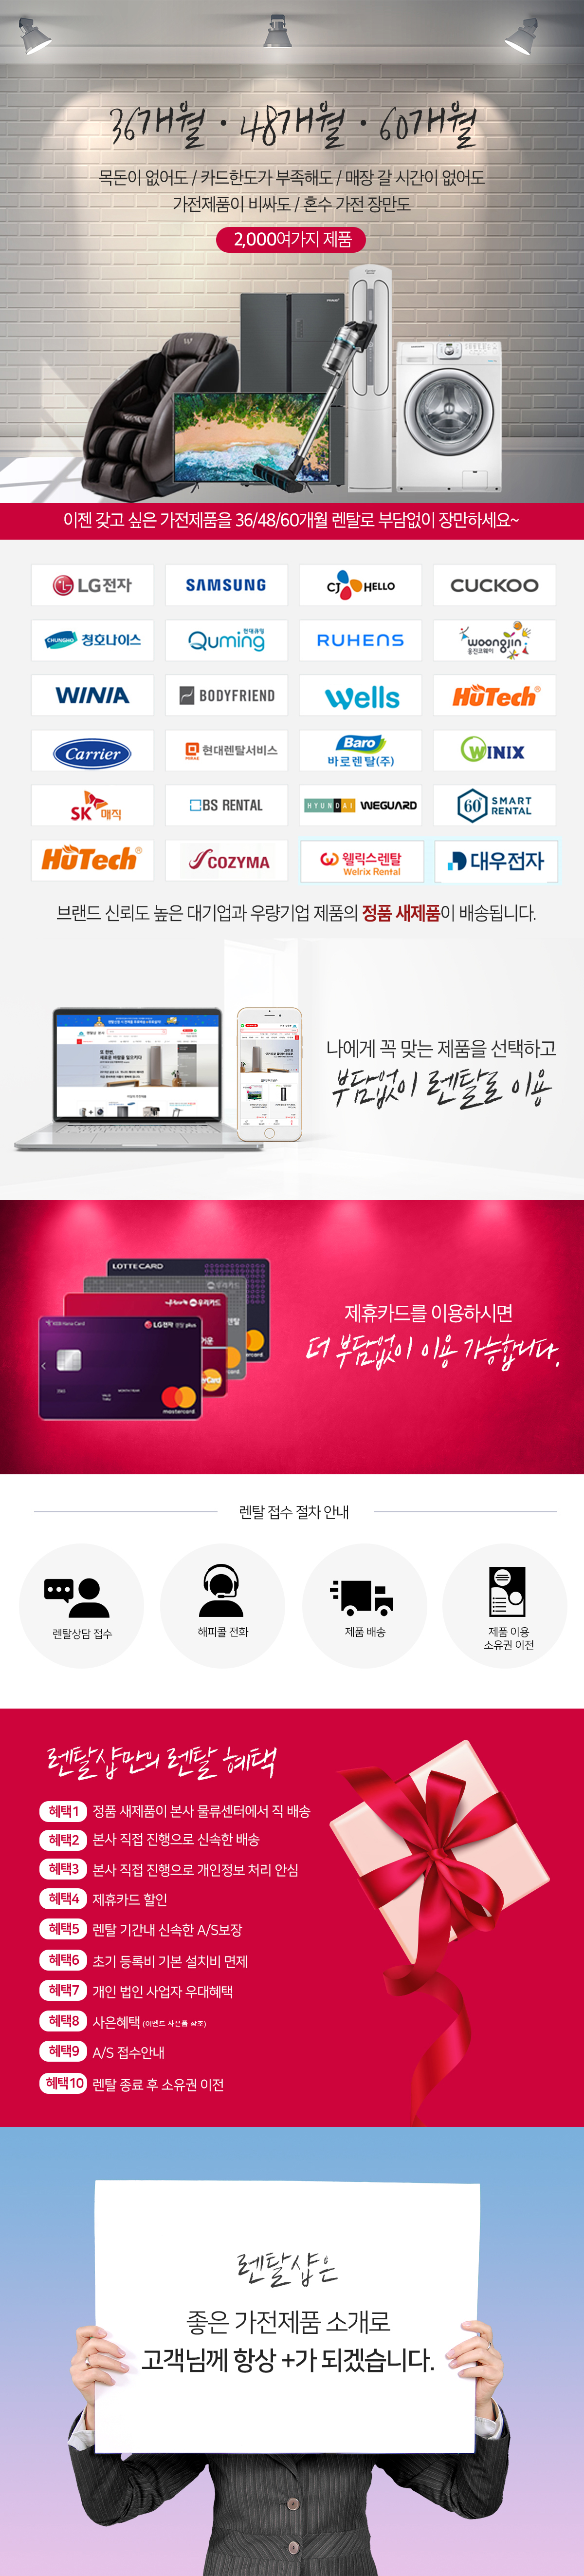 36개월 · 48개월 · 60개월
목돈이 없어도 / 카드한도가 부족해도 / 매장 갈 시간이 없어도
가전제품이 비싸도 / 혼수 가전 장만도
2,000여가지 제품
이젠 갖고 싶은 가전제품을 36/48/60개월 렌탈로 부담없이 장만하세요~
LG전자
SAMSUNG
CJ HELLO
CUCKOO
CHUNGHO 청호나이스
현대큐밍
Quming
RUHENS
woongjin
웅진코웨이
WINIA
BODYFRIEND
Wells
HuTech
Carrier
현대렌탈서비스
Baro
바로렌탈(주)
WINIX
SK매직
BS RENTAL
HYUNDAI WEGUARD
60 SMART
RENTAL
HuTech
COZYMA
웰릭스렌탈
Welrix Rental
대우전자
브랜드 신뢰도 높은 대기업과 우량기업 제품의 정품 새제품이 배송됩니다.
나에게 꼭 맞는 제품을 선택하고
부담없이 렌탈로 이용
LOTTE CARD
우리카드
우리카드
LG전자 렌탈 plus
mastercard
제휴카드를 이용하시면
더 부담없이 이용 가능합니다.
렌탈 접수 절차 안내
렌탈상담 접수
해피콜 전화
제품 배송
제품 이용
소유권 이전
렌탈샵만의 렌탈 혜택
혜택1 정품 새제품이 본사 물류센터에서 직 배송
혜택2 본사 직접 진행으로 신속한 배송
혜택3 본사 직접 진행으로 개인정보 처리 안심
혜택4 제휴카드 할인
혜택5 렌탈 기간내 신속한 A/S보장
혜택6 초기 등록비 기본 설치비 면제
혜택7 개인 법인 사업자 우대혜택
혜택8 사은혜택 (이벤트 사은품 참조)
혜택9 A/S 접수안내
혜택10 렌탈 종료 후 소유권 이전
렌탈샵은
좋은 가전제품 소개로
고객님께 항상 +가 되겠습니다.